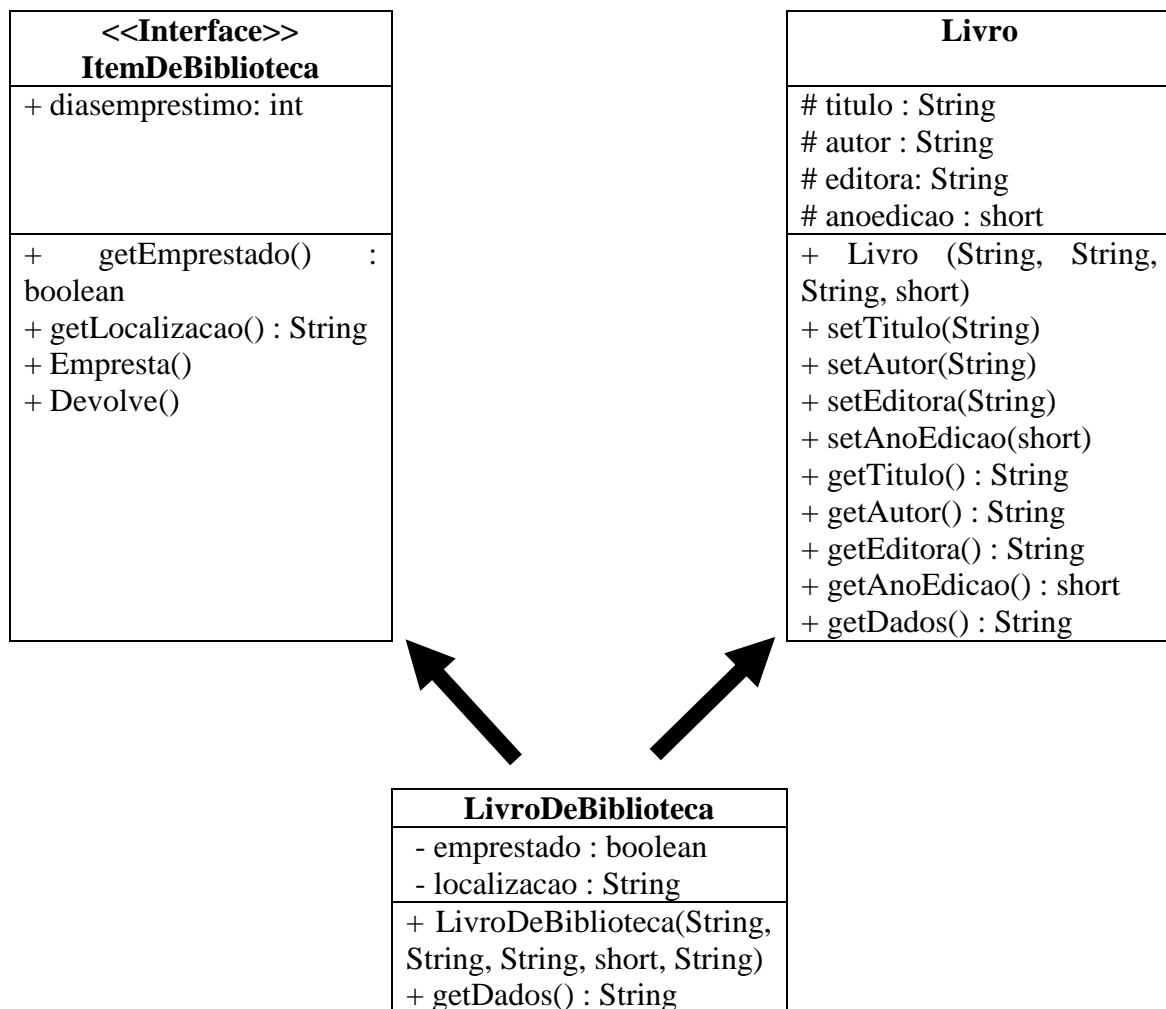 <<Interface>>
ItemDeBiblioteca
+ diasemprestimo: int
+ getEmprestado() :
boolean
+ getLocalizacao() : String
+ Empresta()
+ Devolve()
Livro
# titulo : String
# autor : String
# editora: String
# anoedicao : short
+ Livro (String, String,
String, short)
+ setTitulo(String)
+ setAutor(String)
+ setEditora(String)
+ setAnoEdicao(short)
+ getTitulo() : String
+ getAutor() : String
+ getEditora() : String
+ getAnoEdicao() : short
+ getDados() : String
LivroDeBiblioteca
- emprestado : boolean
- localizacao : String
+ LivroDeBiblioteca(String,
String, String, short, String)
+ getDados() : String